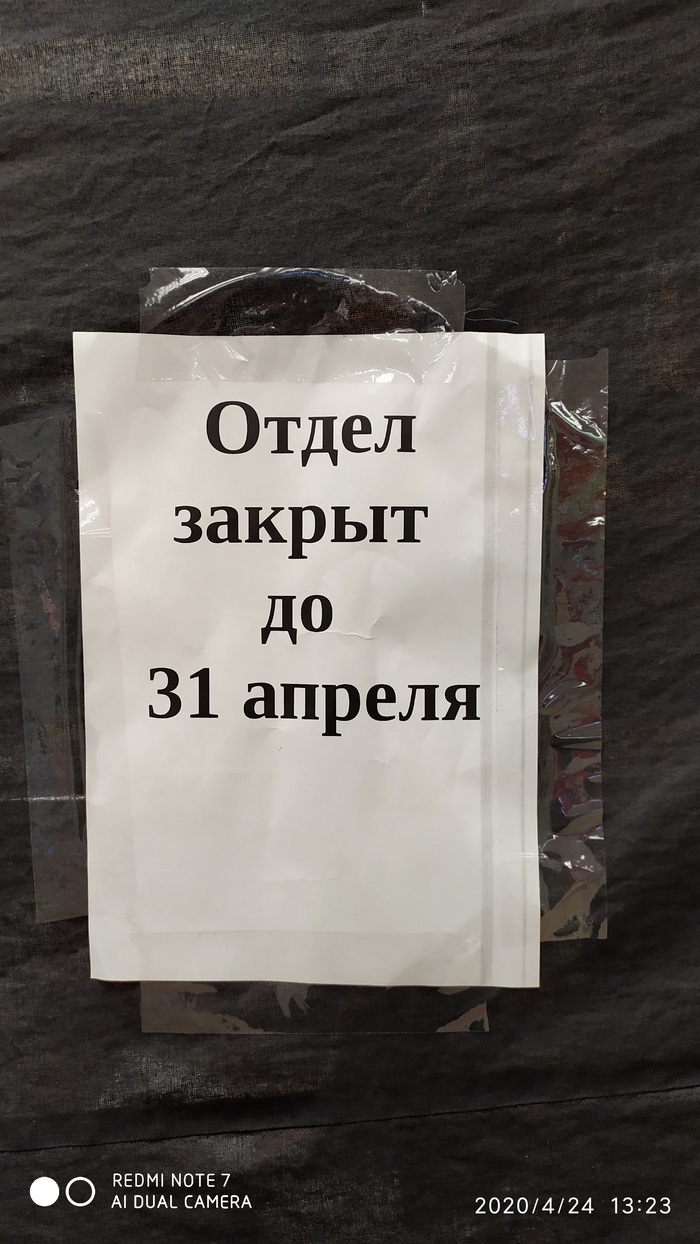 Отдел
закрыт
до
31 апреля
REDMI NOTE 7
AI DUAL CAMERA
2020/4/24 13:23